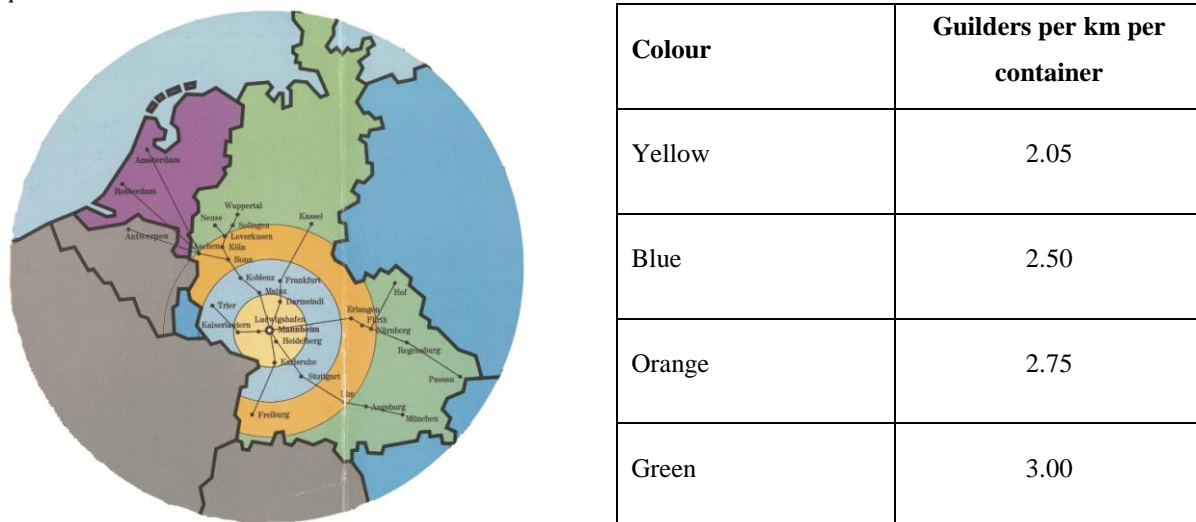 Amsterdam
Rotterdam
Antwerpen
Wuppertal
Neuss
Solingen
Leverkusen
Aachen
Köln
Bonn
Kassel
Koblenz
Frankfurt
Mainz
Darmstadt
Trier
Ludwigshafen
Kaiserlautern
Mannheim
Heidelberg
Karlsruhe
Stuttgart
Freiburg
Ulm
Augsburg
München
Erlangen
Fürth
Nürnberg
Hof
Regensburg
Passau
Colour
Guilders per km per
container
Yellow
2.05
Blue
2.50
Orange
2.75
Green
3.00